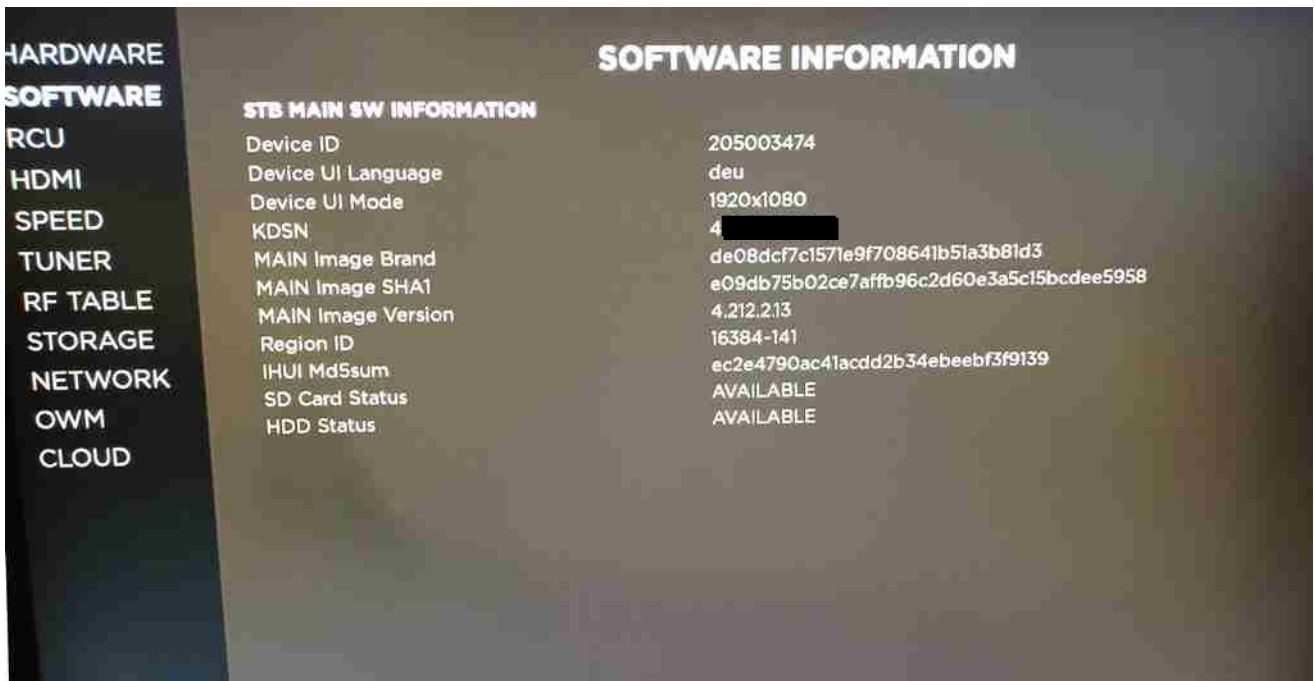 HARDWARE
SOFTWARE
RCU
HDMI
SPEED
TUNER
RF TABLE
STORAGE
NETWORK
OWM
CLOUD
SOFTWARE INFORMATION
STB MAIN SW INFORMATION
Device ID 205003474
Device UI Language deu
Device UI Mode 1920x1080
KDSN 4
MAIN Image Brand de08dcf7c1571e9f708641b51a3b81d3
MAIN Image SHA1 e09db75b02ce7affb96c2d60e3a5c15bcdee5958
MAIN Image Version 4.212.2.13
Region ID 16384-141
IHUI Md5sum ec2e4790ac41acdd2b34ebeebf3f9139
SD Card Status AVAILABLE
HDD Status AVAILABLE